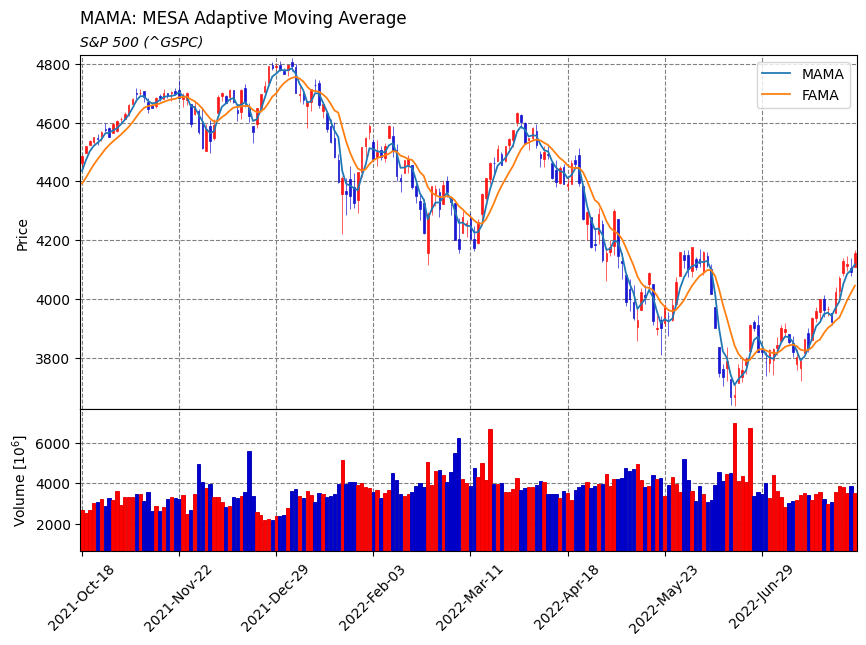 MAMA: MESA Adaptive Moving Average
S&P 500 (^GSPC)
MAMA
FAMA
Price
4800
4600
4400
4200
4000
3800
Volume [10⁶]
6000
4000
2000
2021-Oct-18
2021-Nov-22
2021-Dec-29
2022-Feb-03
2022-Mar-11
2022-Apr-18
2022-May-23
2022-Jun-29